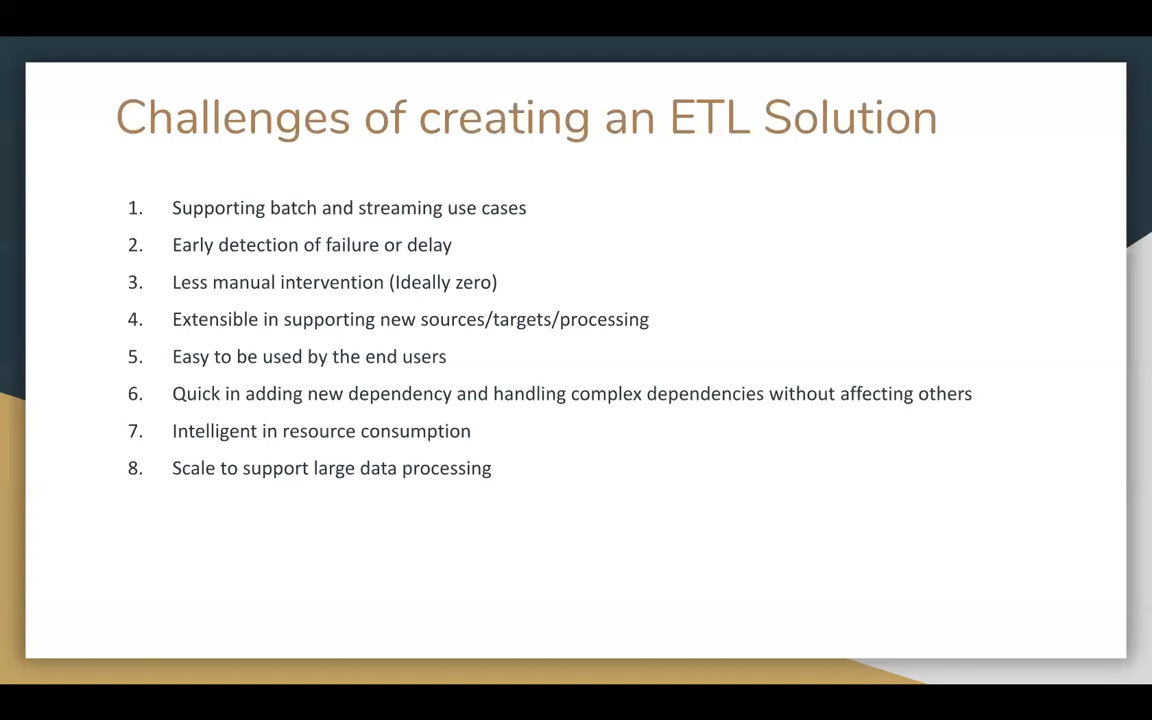 Challenges of creating an ETL Solution
1. Supporting batch and streaming use cases
2. Early detection of failure or delay
3. Less manual intervention (Ideally zero)
4. Extensible in supporting new sources/targets/processing
5. Easy to be used by the end users
6. Quick in adding new dependency and handling complex dependencies without affecting others
7. Intelligent in resource consumption
8. Scale to support large data processing